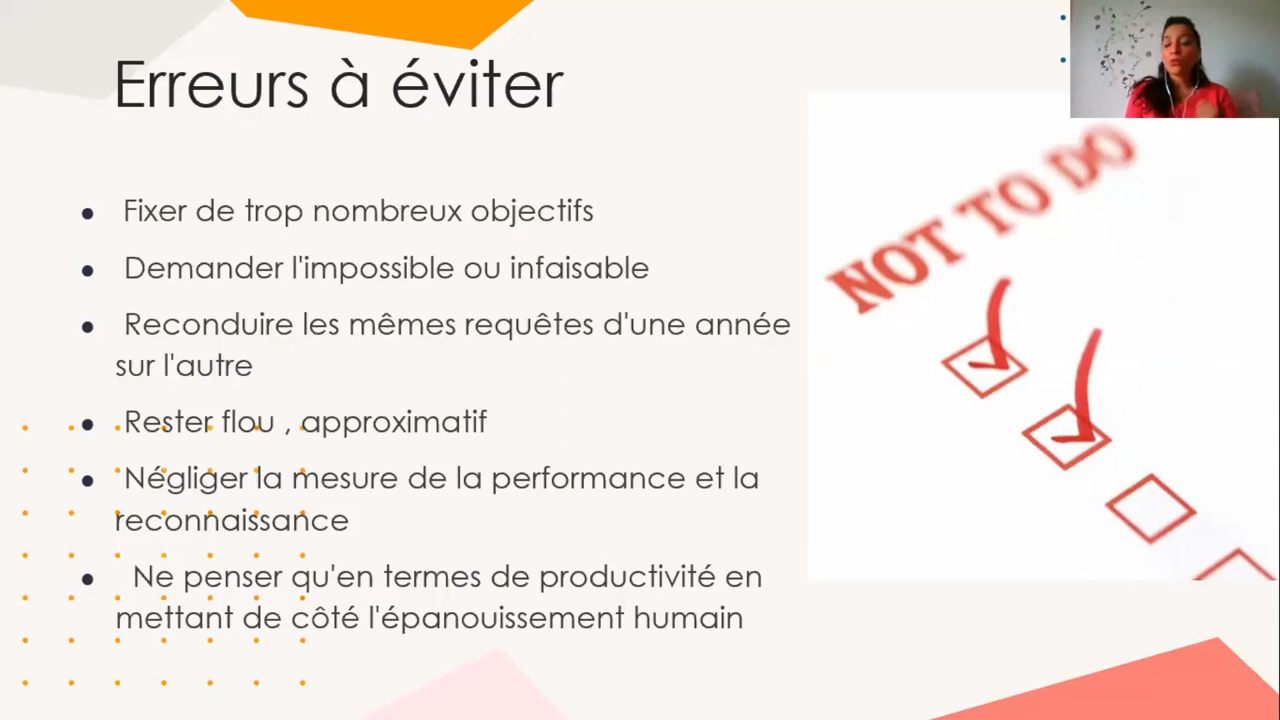 Erreurs à éviter
NOT TO DO
Fixer de trop nombreux objectifs
Demander l'impossible ou infaisable
Reconduire les mêmes requêtes d'une année
sur l'autre
Rester flou , approximatif
Négliger la mesure de la performance et la
reconnaissance
Ne penser qu'en termes de productivité en
mettant de côté l'épanouissement humain